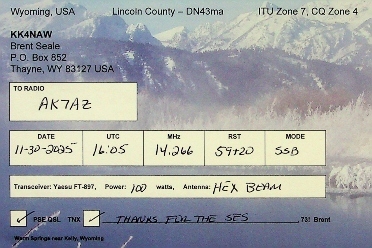 Wyoming, USA Lincoln County – DN43ma ITU Zone 7, CQ Zone 4
KK4NAW
Brent Seale
P.O. Box 652
Thayne, WY 83127 USA
TO RADIO
AK7AZ
DATE UTC MHz RST MODE
11-30-2025 16:05 14.266 59+20 SSB
Transceiver: Yaesu FT-897, Power: 100 watts, Antenna: HEX BEAM
✓ PSE QSL TNX ✓ THANKS FOR THE SES , 73! Brent
Warm Springs near Kelly, Wyoming